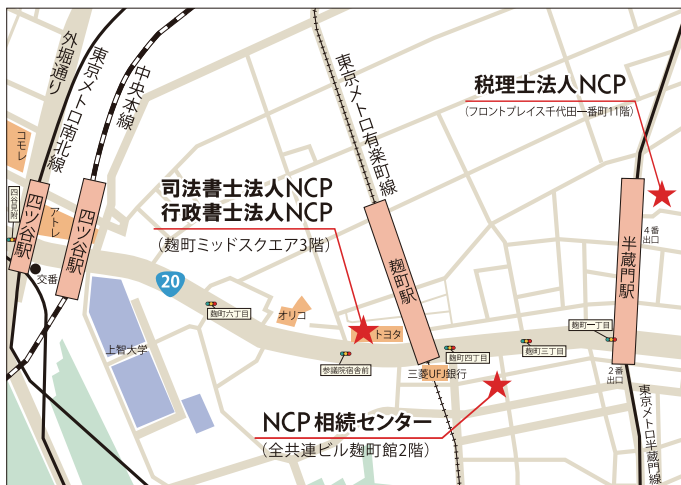 外堀通り
東京メトロ南北線
中央本線
東京メトロ有楽町線
税理士法人NCP
(フロントプレイス千代田一番町11階)
コモレ
四谷見附
四ツ谷駅
アトレ
四ツ谷駅
司法書士法人NCP
行政書士法人NCP
(麹町ミッドスクエア3階)
麹町駅
4番
出口
半蔵門駅
交番
20
麹町六丁目
オリコ
トヨタ
麹町一丁目
上智大学
参議院宿舎前
麹町四丁目
麹町三丁目
三菱UFJ銀行
2番
出口
NCP相続センター
(全共連ビル麹町館2階)
東京メトロ半蔵門線